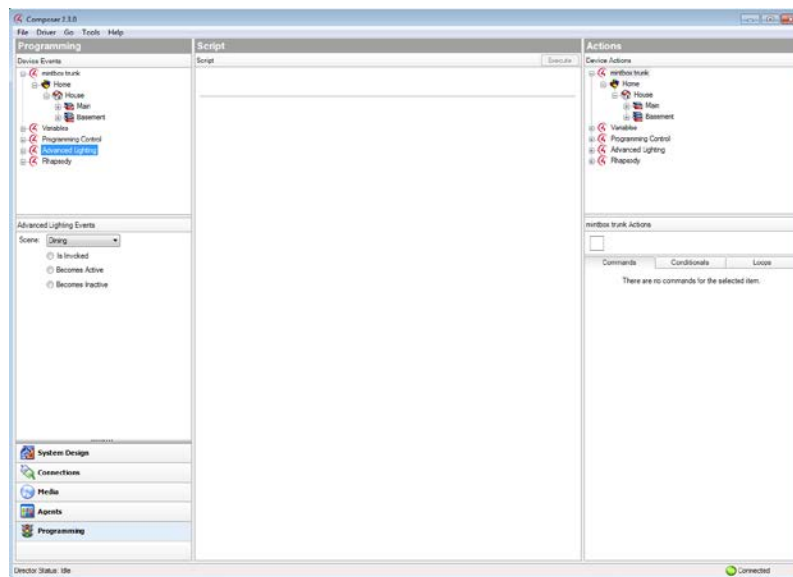 Composer 2.3.0
File Driver Go Tools Help
Programming
Device Events
mintbox trunk
Home
House
Main
Basement
Variables
Programming Control
Advanced Lighting
Rhapsody
Advanced Lighting Events
Scene: Dining
Is Invoked
Becomes Active
Becomes Inactive
System Design
Connections
Media
Agents
Programming
Script
Script Execute
Actions
Device Actions
mintbox trunk
Home
House
Main
Basement
Variables
Programming Control
Advanced Lighting
Rhapsody
mintbox trunk Actions
Commands Conditionals Loops
There are no commands for the selected item.
Director Status: Idle
Connected